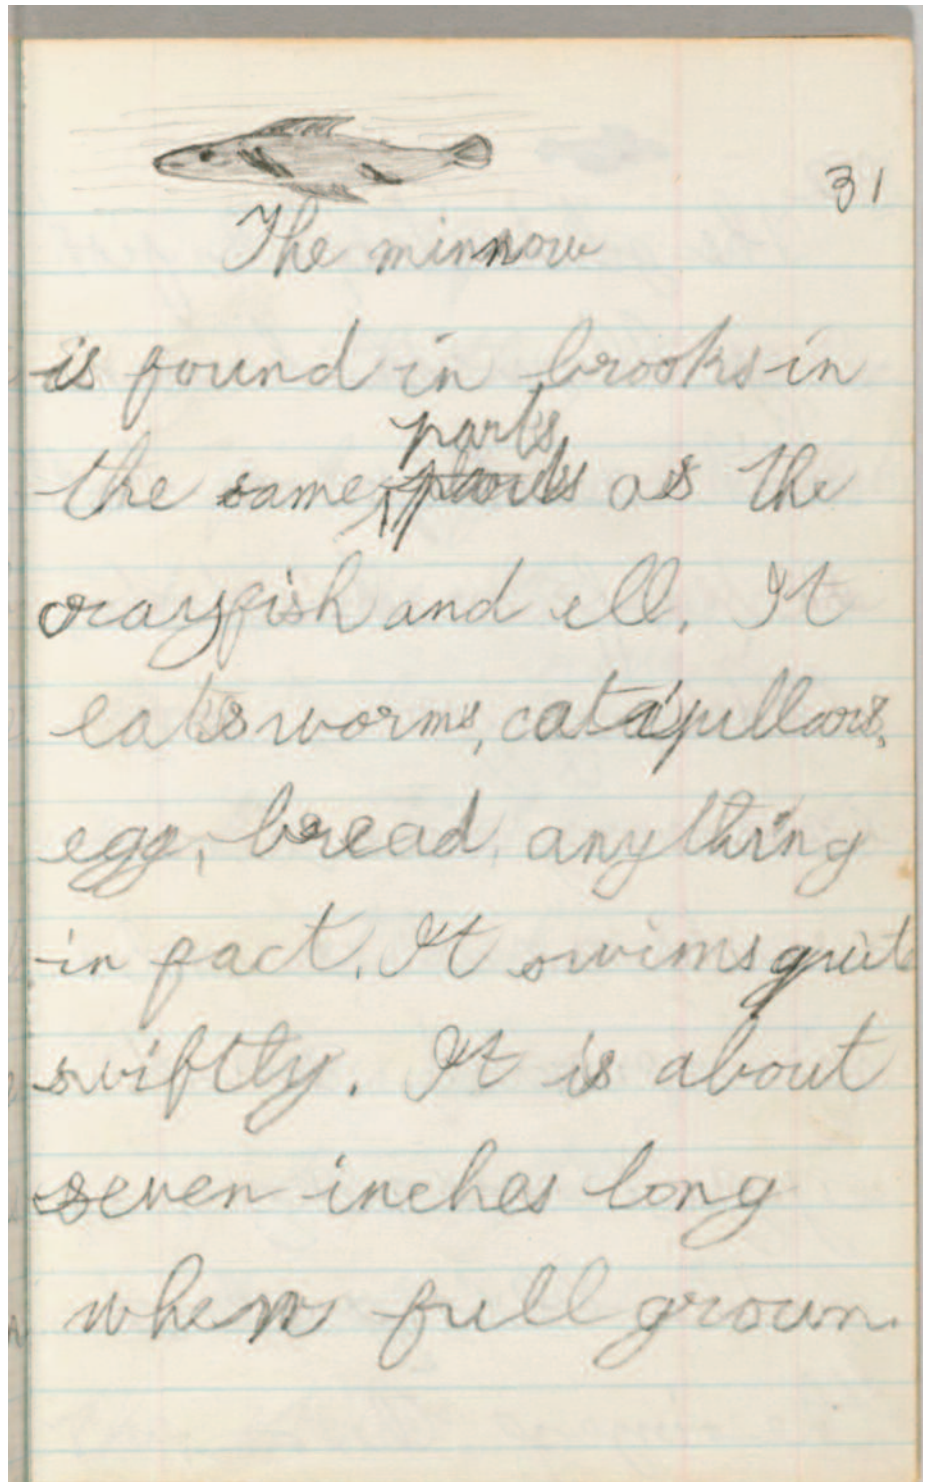 31
The minnow
is found in brooks in
parts
the same as the
crayfish and ell. It
eats worms, catapillars,
egg, bread, anything
in fact. It swims quit
swiftly. It is about
seven inches long
when full grown.